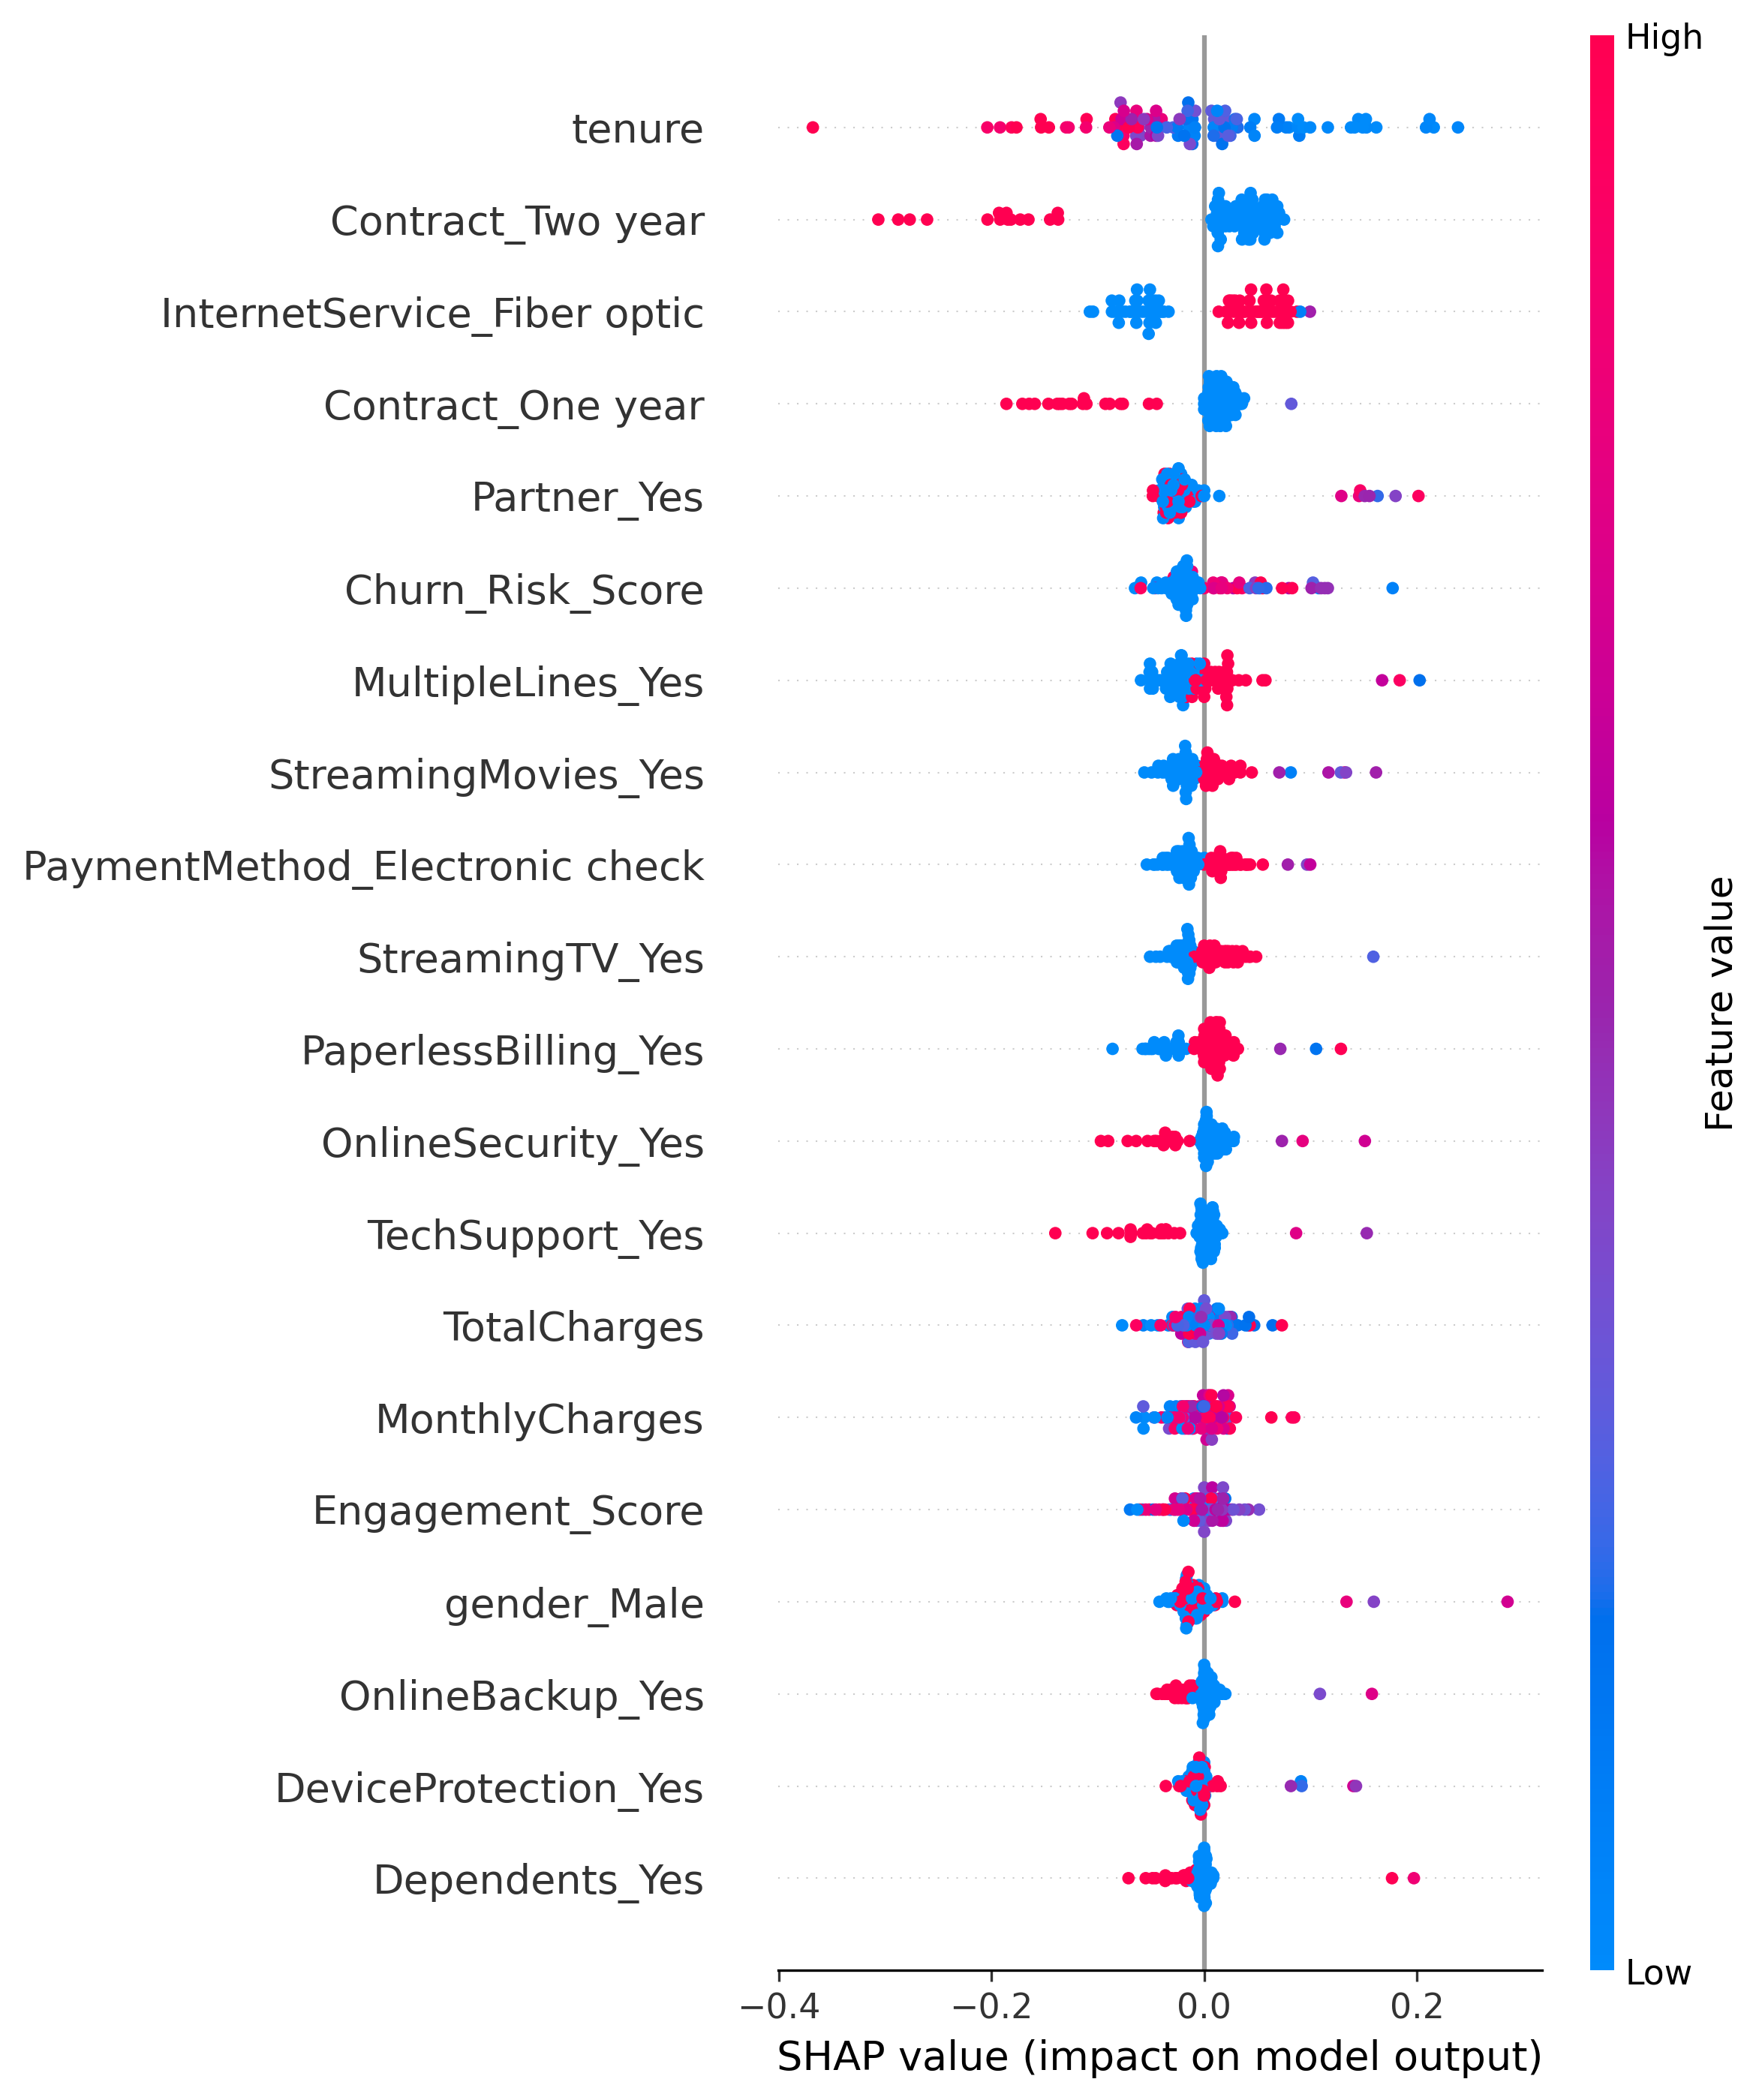 High
tenure
Contract_Two year
InternetService_Fiber optic
Contract_One year
Partner_Yes
Churn_Risk_Score
MultipleLines_Yes
StreamingMovies_Yes
PaymentMethod_Electronic check
StreamingTV_Yes
PaperlessBilling_Yes
OnlineSecurity_Yes
TechSupport_Yes
TotalCharges
MonthlyCharges
Engagement_Score
gender_Male
OnlineBackup_Yes
DeviceProtection_Yes
Dependents_Yes
Feature value
Low
−0.4 −0.2 0.0 0.2
SHAP value (impact on model output)